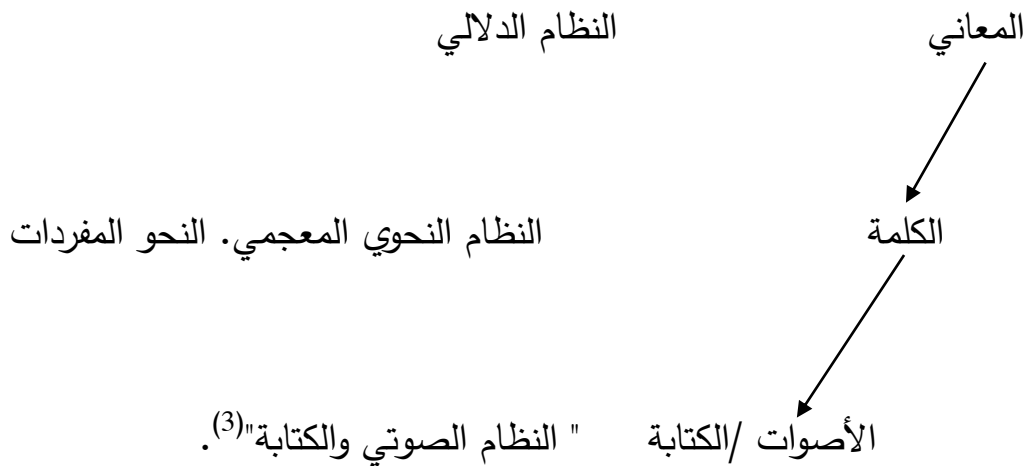 المعاني النظام الدلالي
الكلمة النظام النحوي المعجمي. النحو المفردات
الأصوات /الكتابة " النظام الصوتي والكتابة"(3).